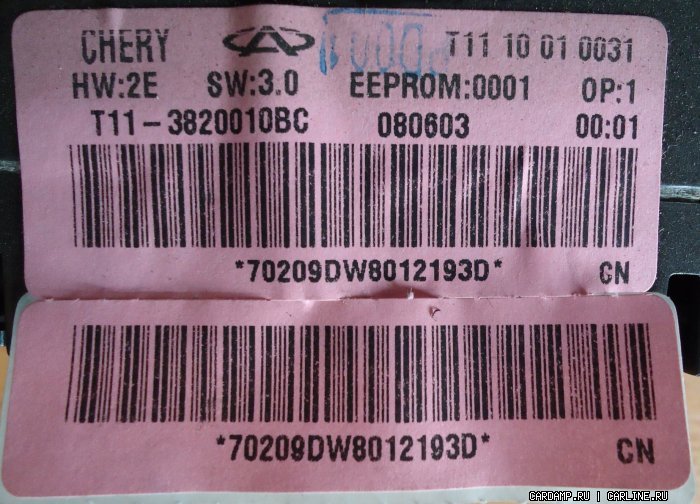 CHERY T11 10 01 0031
HW:2E SW:3.0 EEPROM:0001 OP:1
T11-3820010BC 080603 00:01
*70209DW8012193D* CN
*70209DW8012193D* CN
CARDAMP.RU | CARLINE.RU